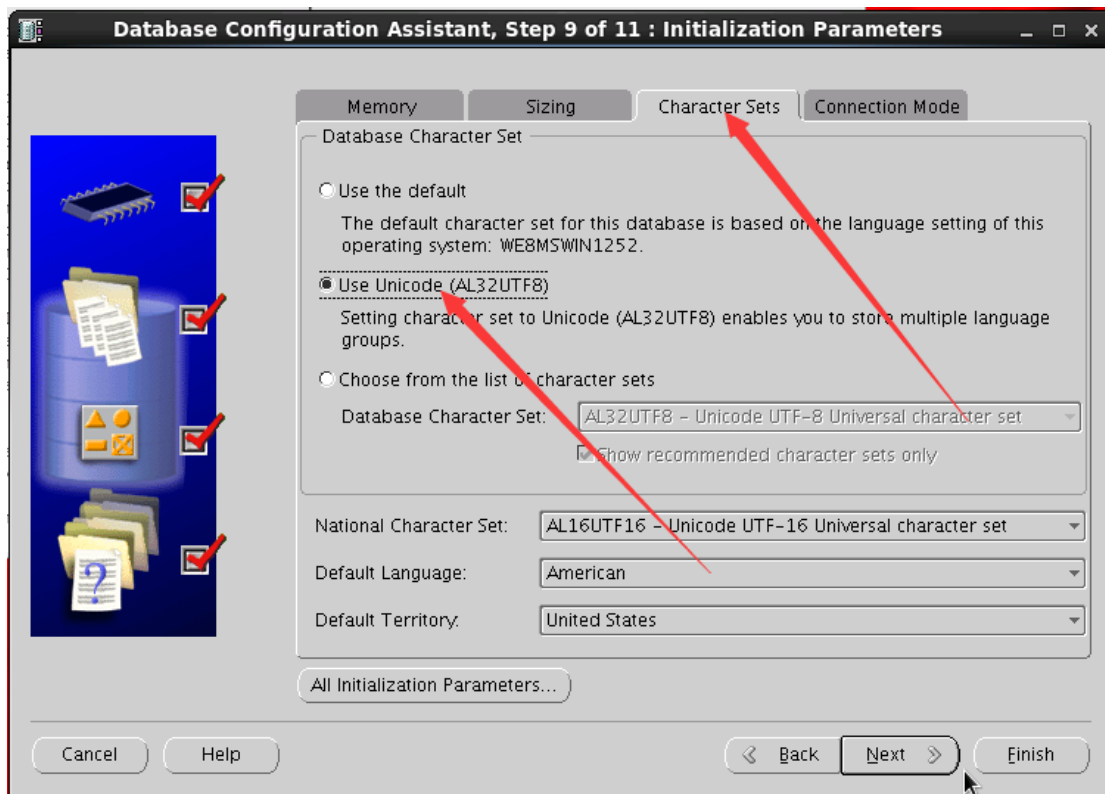 Database Configuration Assistant, Step 9 of 11 : Initialization Parameters
Memory
Sizing
Character Sets
Connection Mode
Database Character Set
Use the default
The default character set for this database is based on the language setting of this
operating system: WE8MSWIN1252.
Use Unicode (AL32UTF8)
Setting character set to Unicode (AL32UTF8) enables you to store multiple language
groups.
Choose from the list of character sets
Database Character Set:
AL32UTF8 - Unicode UTF-8 Universal character set
Show recommended character sets only
National Character Set:
AL16UTF16 - Unicode UTF-16 Universal character set
Default Language:
American
Default Territory:
United States
All Initialization Parameters...
Cancel
Help
Back
Next
Finish